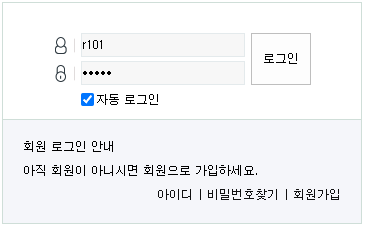 r101
•••••
로그인
자동 로그인
회원 로그인 안내
아직 회원이 아니시면 회원으로 가입하세요.
아이디 | 비밀번호찾기 | 회원가입